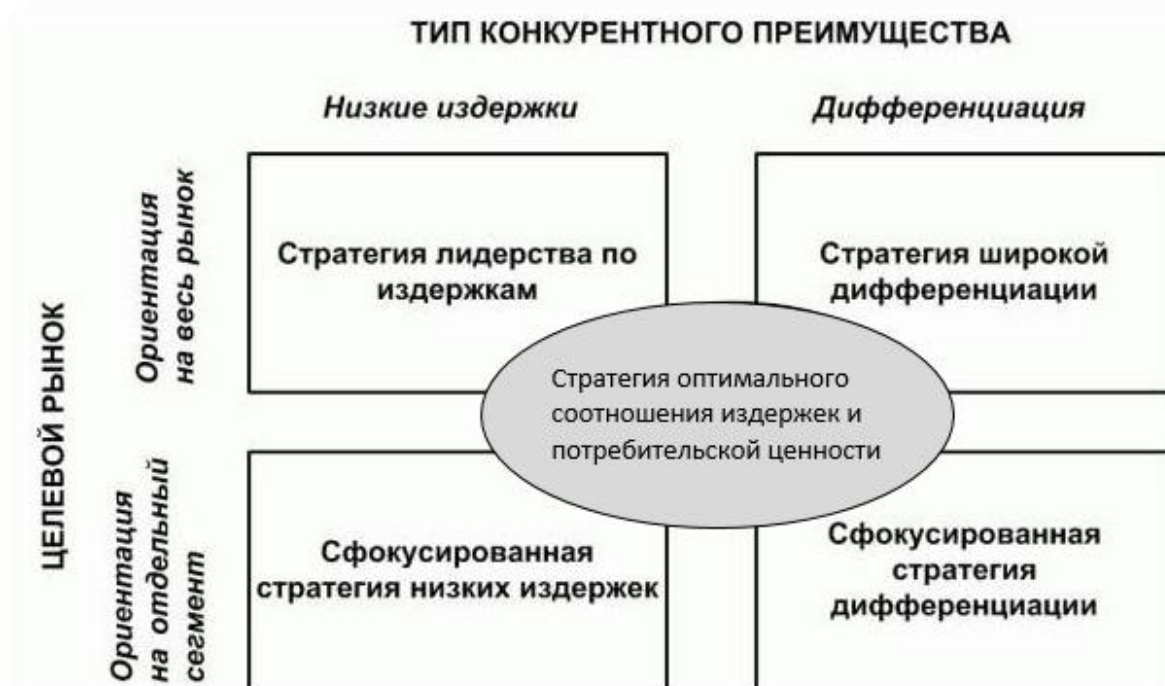 ТИП КОНКУРЕНТНОГО ПРЕИМУЩЕСТВА
Низкие издержки
Дифференциация
ЦЕЛЕВОЙ РЫНОК
Ориентация
на весь рынок
Стратегия лидерства по
издержкам
Стратегия широкой
дифференциации
Стратегия оптимального
соотношения издержек и
потребительской ценности
Ориентация
на отдельный
сегмент
Сфокусированная
стратегия низких издержек
Сфокусированная
стратегия
дифференциации